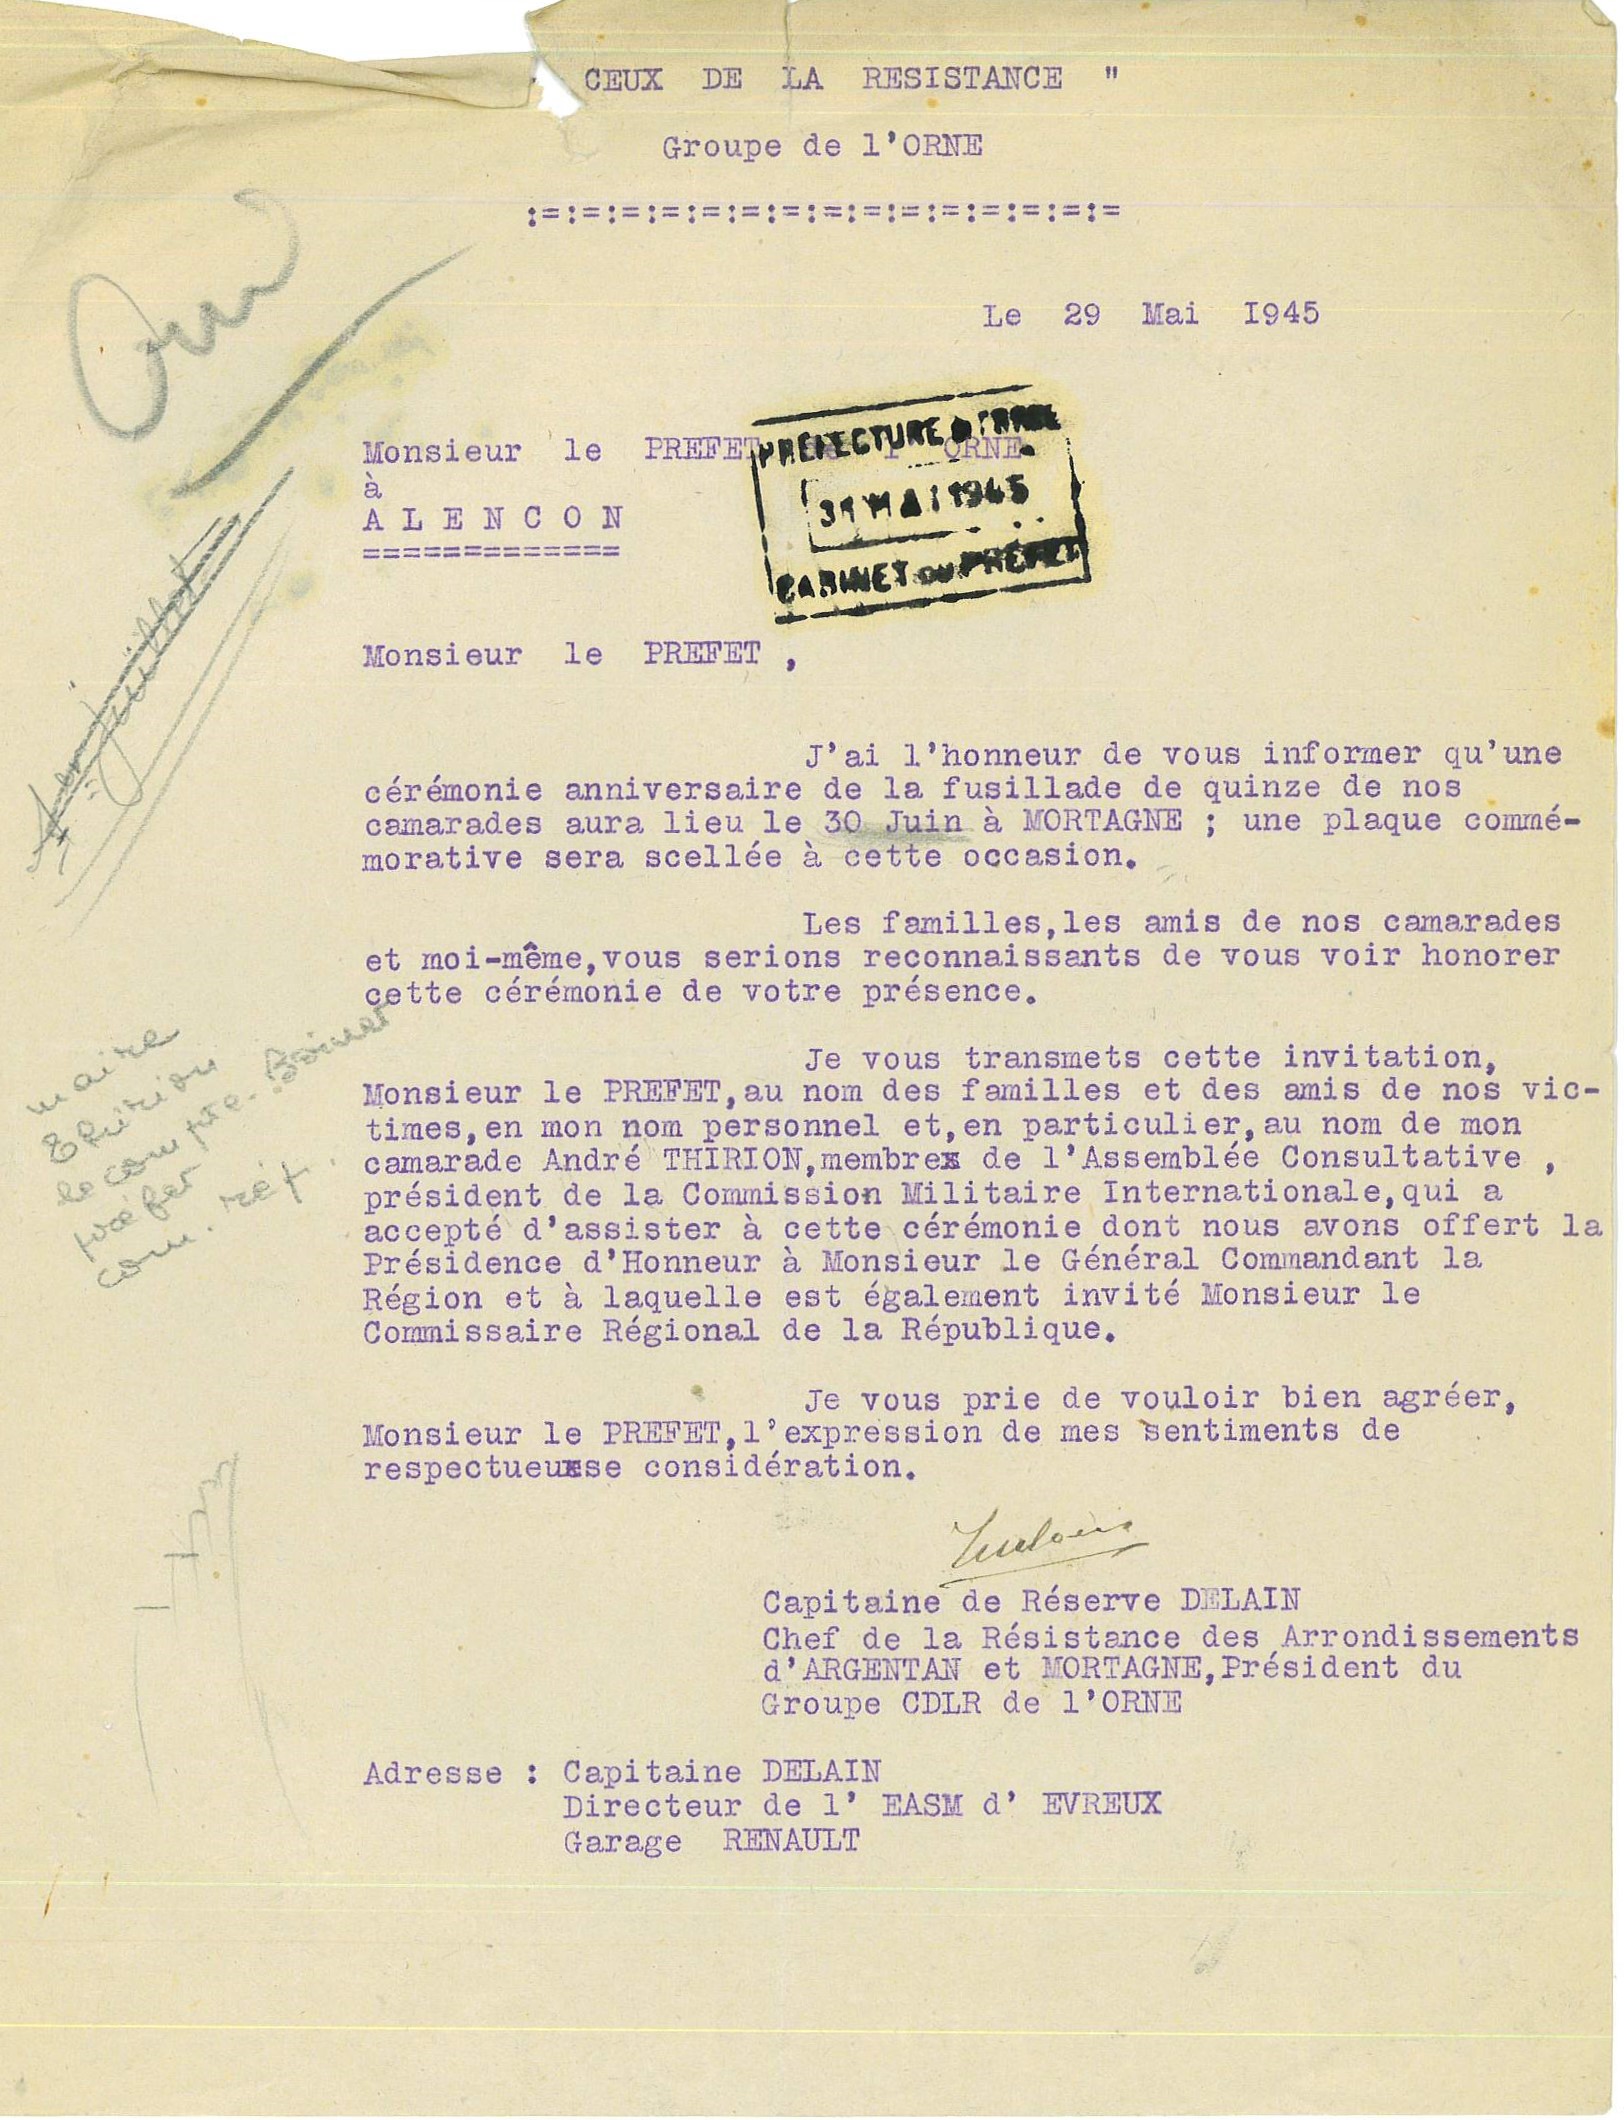 CEUX DE LA RESISTANCE "
Groupe de l'ORNE
:=:=:=:=:=:=:=:=:=:=:=:=:=:=:=
Le 29 Mai I945
Monsieur le PREFET de l' ORNE
PREFECTURE de l'ORNE
31 MAI 1945
CABINET DU PRÉFET
à
A L E N C O N
=============
Monsieur le PREFET ,
J'ai l'honneur de vous informer qu'une
cérémonie anniversaire de la fusillade de quinze de nos
camarades aura lieu le 30 Juin à MORTAGNE ; une plaque commé-
morative sera scellée à cette occasion.
Les familles,les amis de nos camarades
et moi-même,vous serions reconnaissants de vous voir honorer
cette cérémonie de votre présence.
Je vous transmets cette invitation,
Monsieur le PREFET,au nom des familles et des amis de nos vic-
times,en mon nom personnel et,en particulier,au nom de mon
camarade André THIRION,membrex de l'Assemblée Consultative ,
président de la Commission Militaire Internationale,qui a
accepté d'assister à cette cérémonie dont nous avons offert la
Présidence d'Honneur à Monsieur le Général Commandant la
Région et à laquelle est également invité Monsieur le
Commissaire Régional de la République.
Je vous prie de vouloir bien agréer,
Monsieur le PREFET,l'expression de mes sentiments de
respectueuxse considération.
Capitaine de Réserve DELAIN
Chef de la Résistance des Arrondissements
d'ARGENTAN et MORTAGNE,Président du
Groupe CDLR de l'ORNE
Adresse : Capitaine DELAIN
Directeur de l' EASM d' EVREUX
Garage RENAULT
juillet
maire
Thirion
préfet